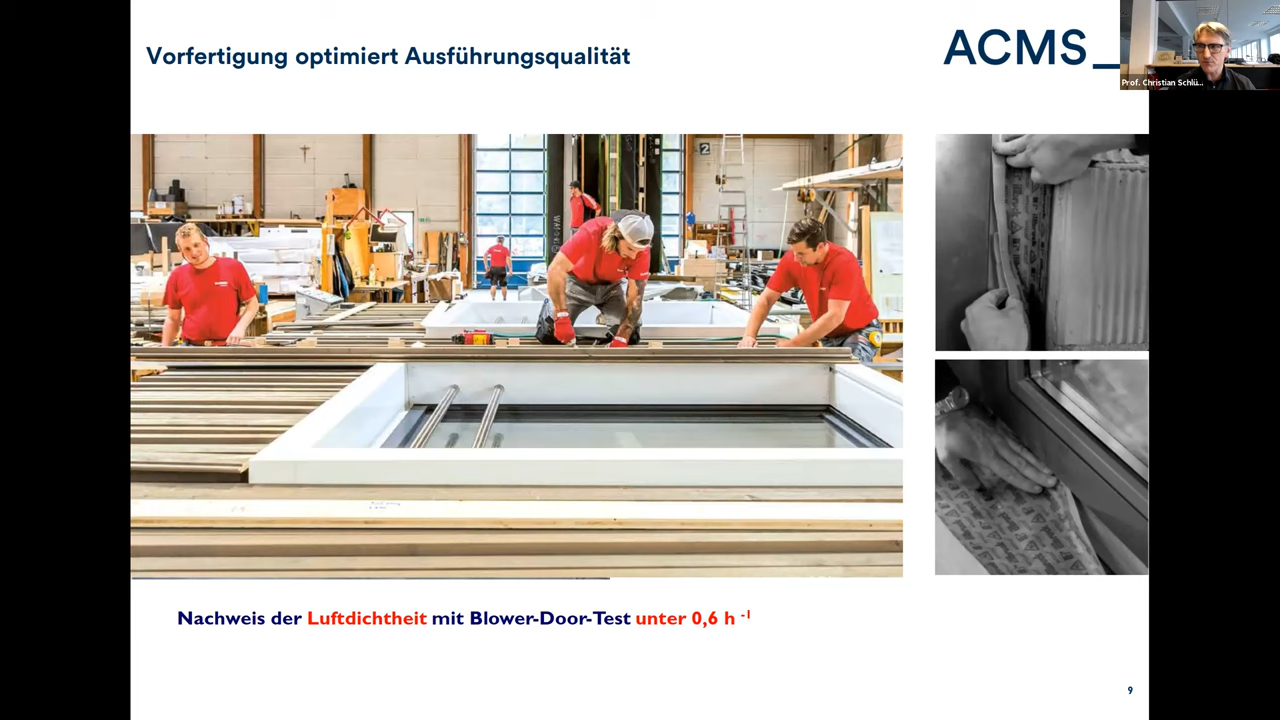 Vorfertigung optimiert Ausführungsqualität
ACMS_
Prof. Christian Schlü...
2
Nachweis der Luftdichtheit mit Blower-Door-Test unter 0,6 h -1
9